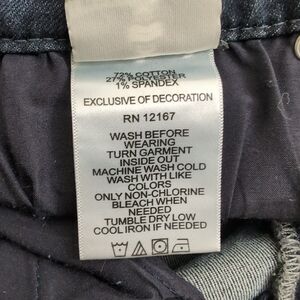 72% COTTON
27% POLYESTER
1% SPANDEX
EXCLUSIVE OF DECORATION
RN 12167
WASH BEFORE
WEARING
TURN GARMENT
INSIDE OUT
MACHINE WASH COLD
WASH WITH LIKE
COLORS
ONLY NON-CHLORINE
BLEACH WHEN
NEEDED
TUMBLE DRY LOW
COOL IRON IF NEEDED